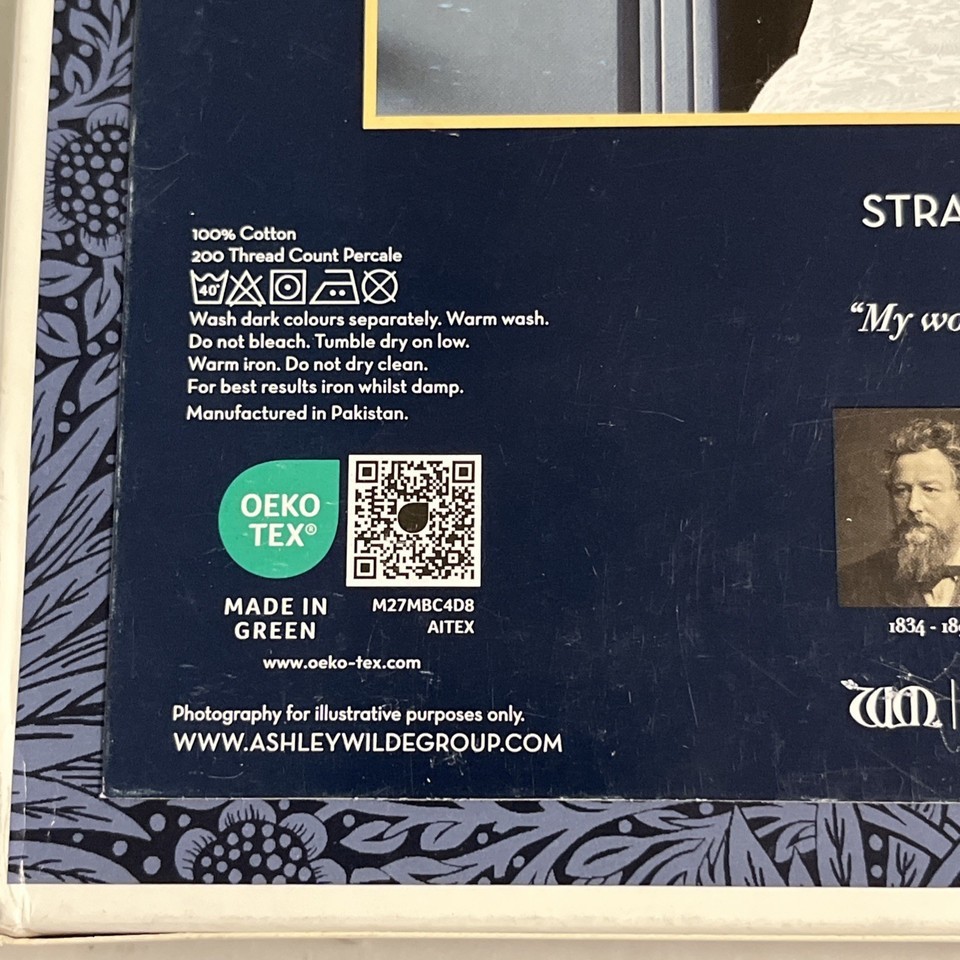 100% Cotton
200 Thread Count Percale
40°
Wash dark colours separately. Warm wash.
Do not bleach. Tumble dry on low.
Warm iron. Do not dry clean.
For best results iron whilst damp.
Manufactured in Pakistan.
OEKO
TEX®
MADE IN
GREEN
M27MBC4D8
AITEX
www.oeko-tex.com
Photography for illustrative purposes only.
WWW.ASHLEYWILDEGROUP.COM
STRA
“My wo
1834 - 18
WM